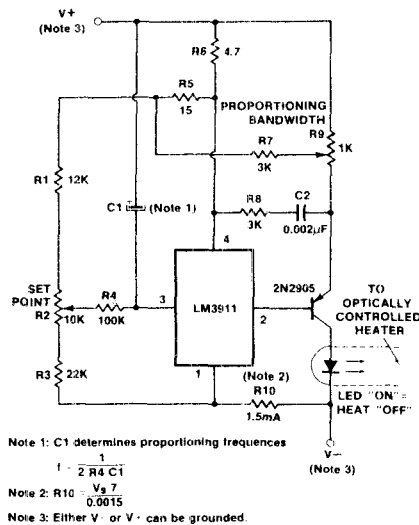 V+
(Note 3)
R6
4.7
R5
15
PROPORTIONING
BANDWIDTH
R9
1K
R7
3K
R1
12K
C1
(Note 1)
R8
3K
C2
0.002µF
4
SET
POINT
R2
10K
R4
100K
3
LM3911
2
2N2905
TO
OPTICALLY
CONTROLLED
HEATER
R3
22K
1
(Note 2)
R10
1.5mA
LED "ON"=
HEAT "OFF"
V-
(Note 3)
Note 1: C1 determines proportioning frequences
f - 1
2 R4 C1
Note 2: R10 =
0.0015
Note 3: Either V- or V+ can be grounded.